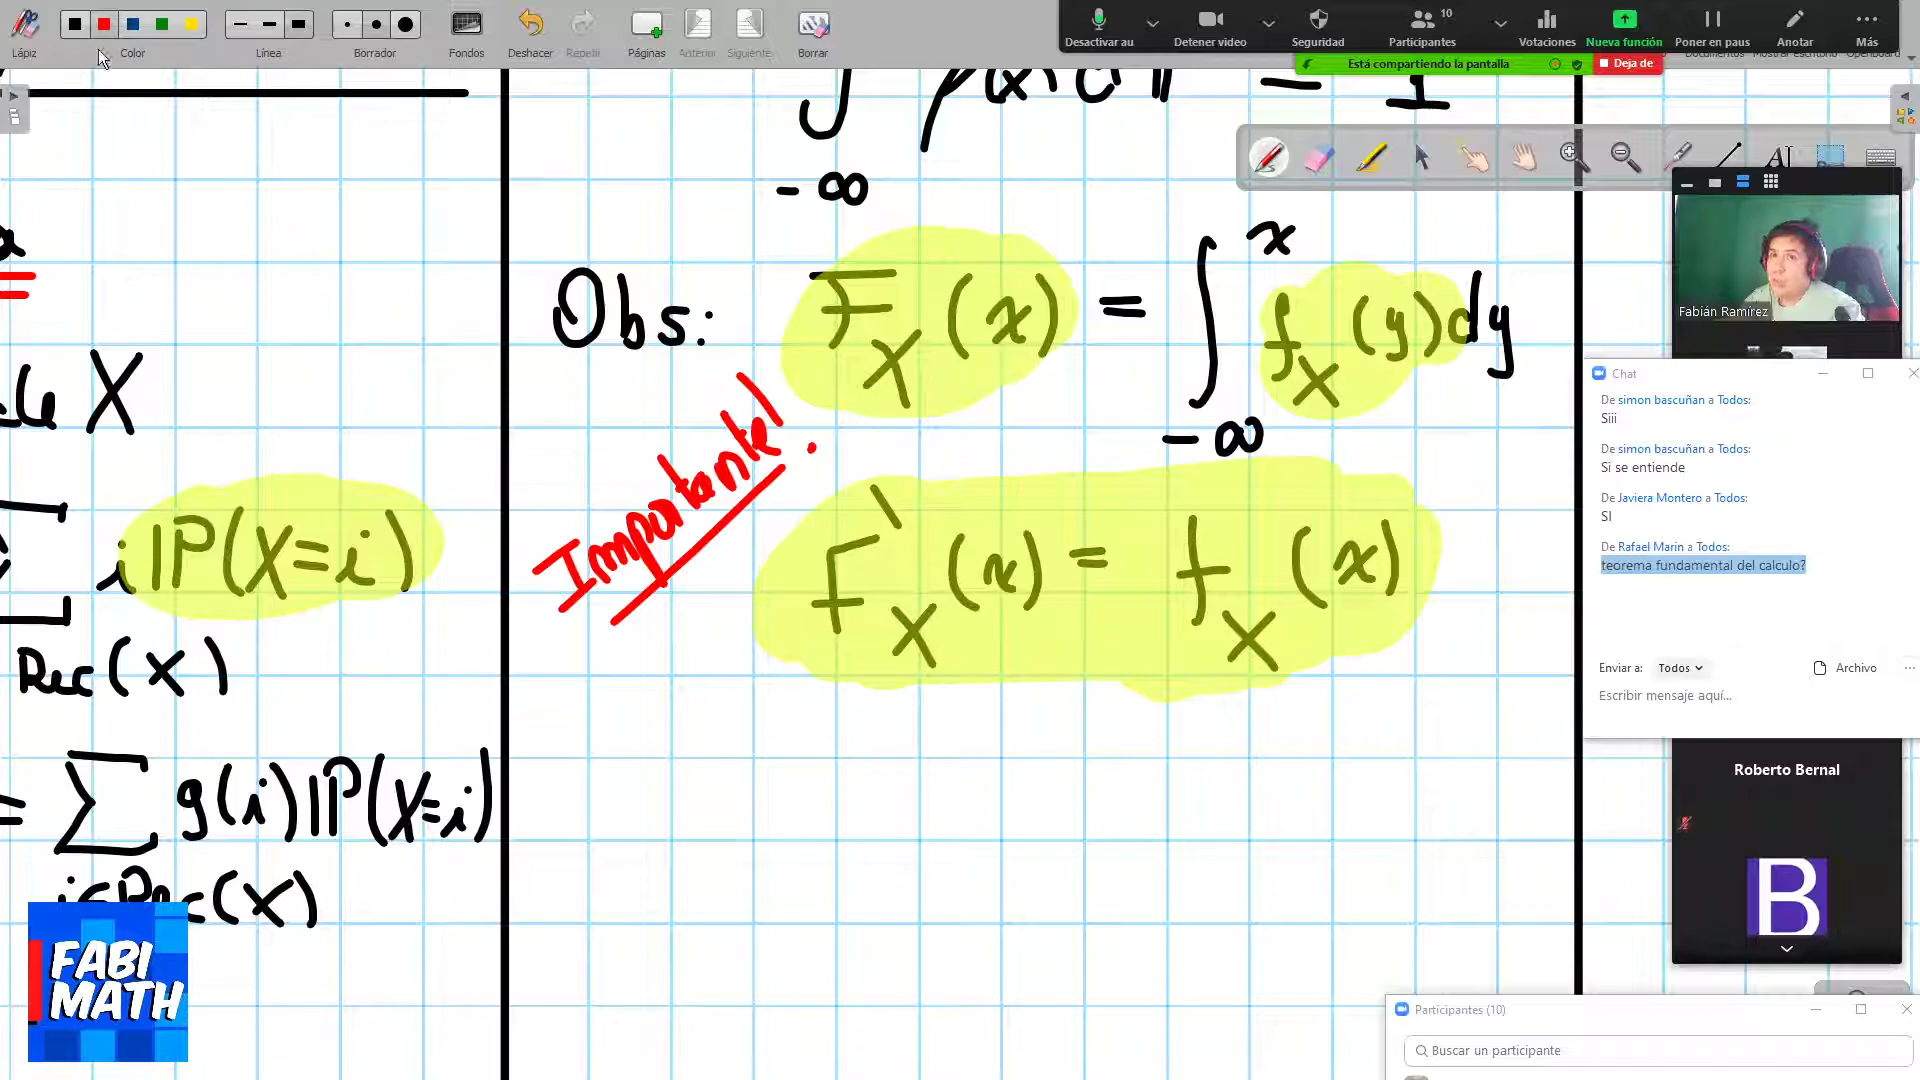 Lápiz
Color
Línea
Borrador
Fondos
Deshacer
Repetir
Páginas
Anterior
Siguiente
Borrar
Desactivar au
Detener video
Seguridad
10
Participantes
Votaciones
Nueva función
Poner en paus
Anotar
Más
Está compartiendo la pantalla
Deja de
= 1
-∞
Obs: F_X(x) = ∫_{-∞}^{x} f_X(y)dy
Importante!
F'_X(x) = f_X(x)
a
de X
i ℙ(X=i)
Rec(X)
= Σ g(i) ℙ(X=i)
i∈Rec(X)
FABI
MATH
Fabián Ramírez
Chat
De simon bascuñan a Todos:
Siii
De simon bascuñan a Todos:
Si se entiende
De Javiera Montero a Todos:
SI
De Rafael Marin a Todos:
teorema fundamental del calculo?
Enviar a: Todos
Archivo
Escribir mensaje aquí...
Roberto Bernal
B
Participantes (10)
Buscar un participante